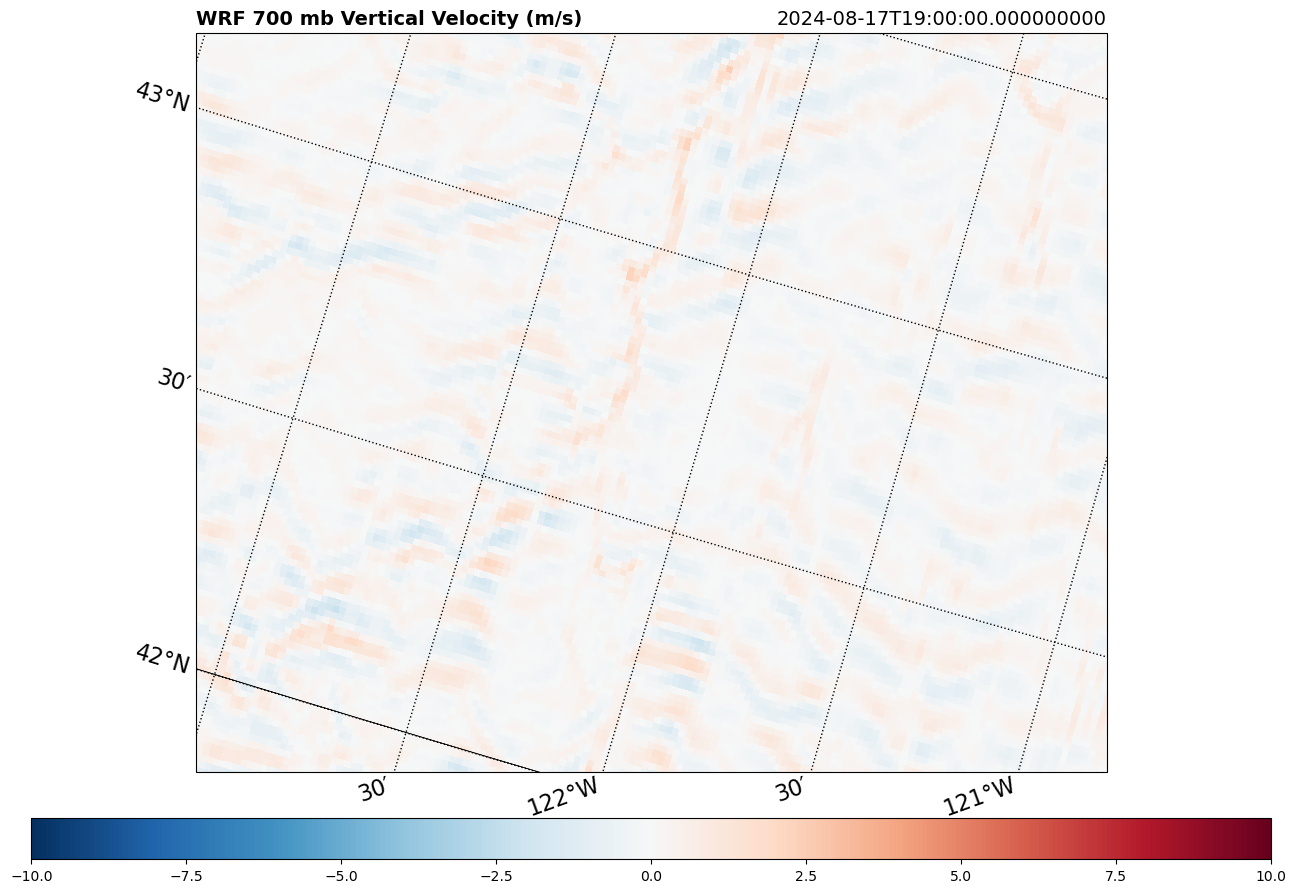 WRF 700 mb Vertical Velocity (m/s) 2024-08-17T19:00:00.000000000
43°N
30′
42°N
30′ 122°W 30′ 121°W
−10.0 −7.5 −5.0 −2.5 0.0 2.5 5.0 7.5 10.0